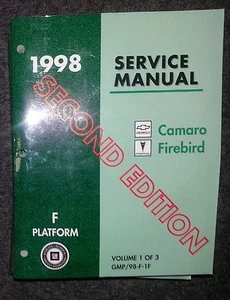 1998
SERVICE
MANUAL
SECOND EDITION
Camaro
Firebird
F
PLATFORM
VOLUME 1 OF 3
GMP/98-F-1F